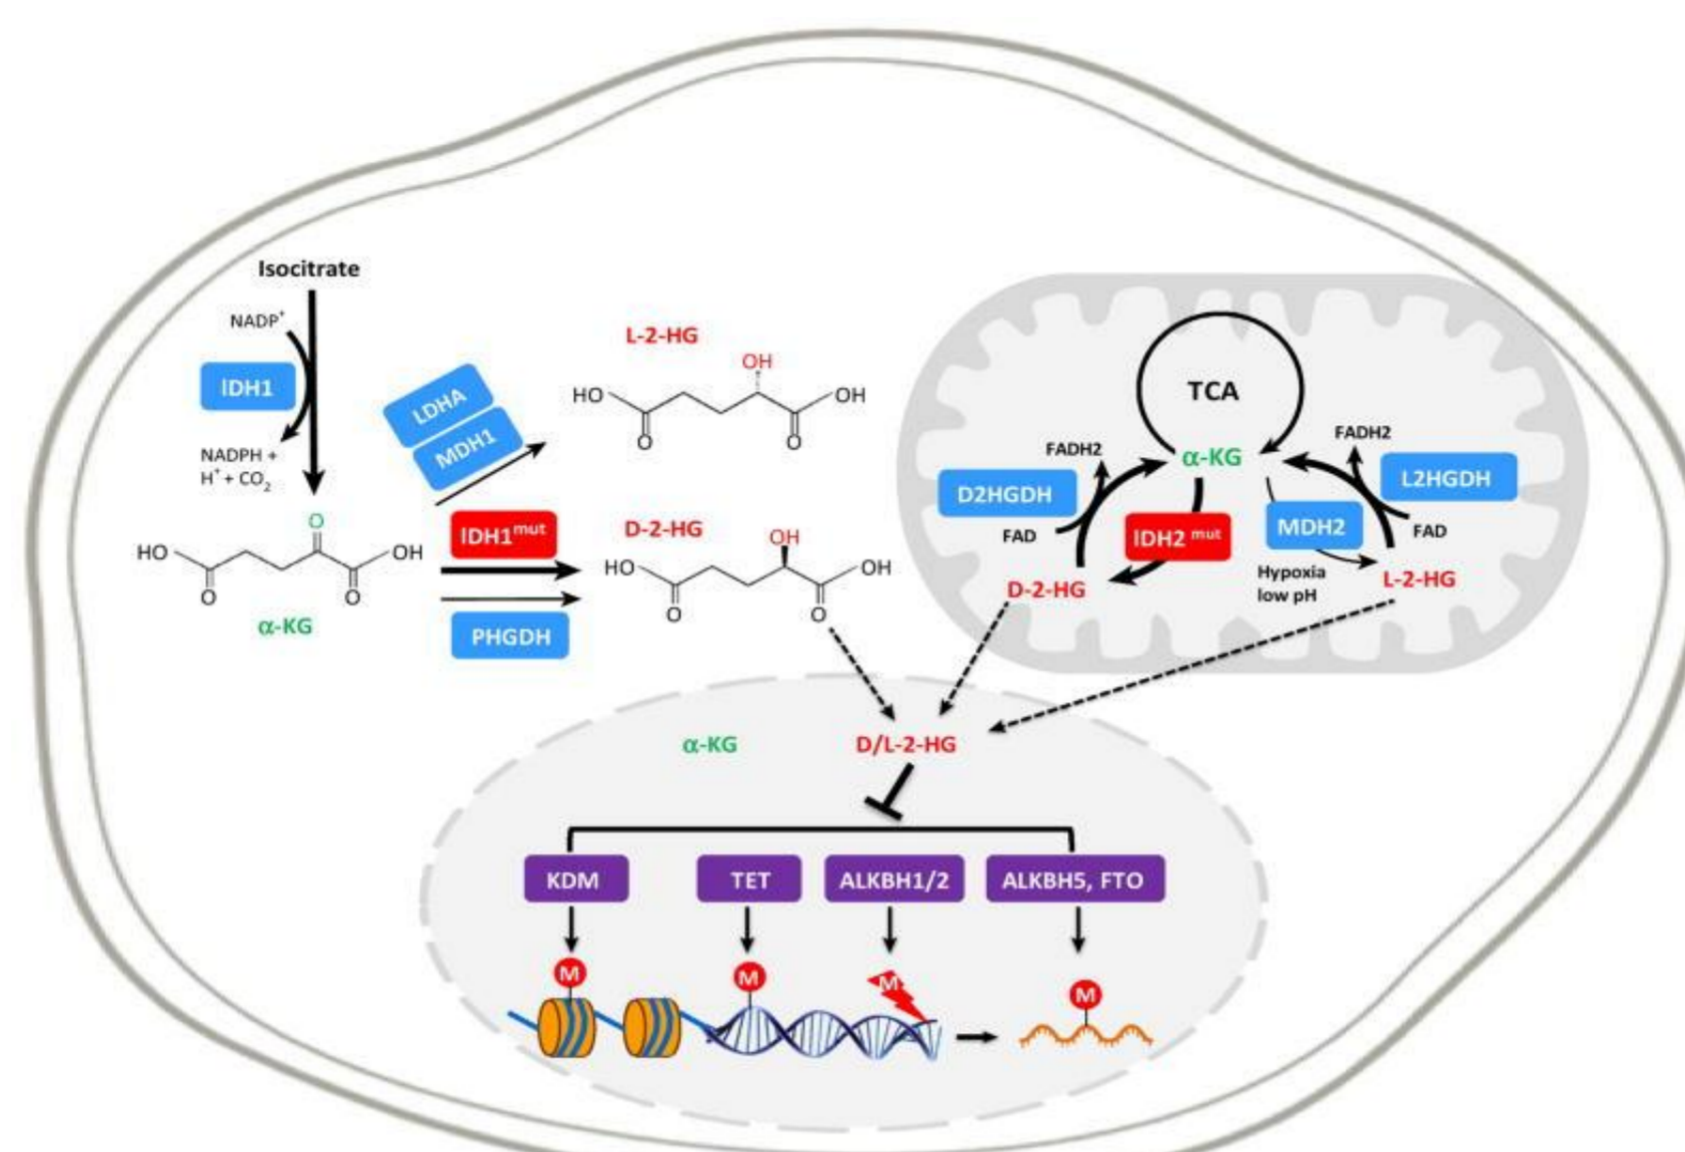 Isocitrate
NADP⁺
IDH1
NADPH +
H⁺ + CO₂
O
HO
OH
O
O
α-KG
LDHA
MDH1
IDH1ᵐᵘᵗ
PHGDH
L-2-HG
OH
HO
OH
O
O
D-2-HG
OH
HO
OH
O
O
TCA
α-KG
FADH2
D2HGDH
FAD
IDH2 ᵐᵘᵗ
D-2-HG
FADH2
L2HGDH
MDH2
FAD
Hypoxia
low pH
L-2-HG
α-KG
D/L-2-HG
KDM
TET
ALKBH1/2
ALKBH5, FTO
M
M
M
M